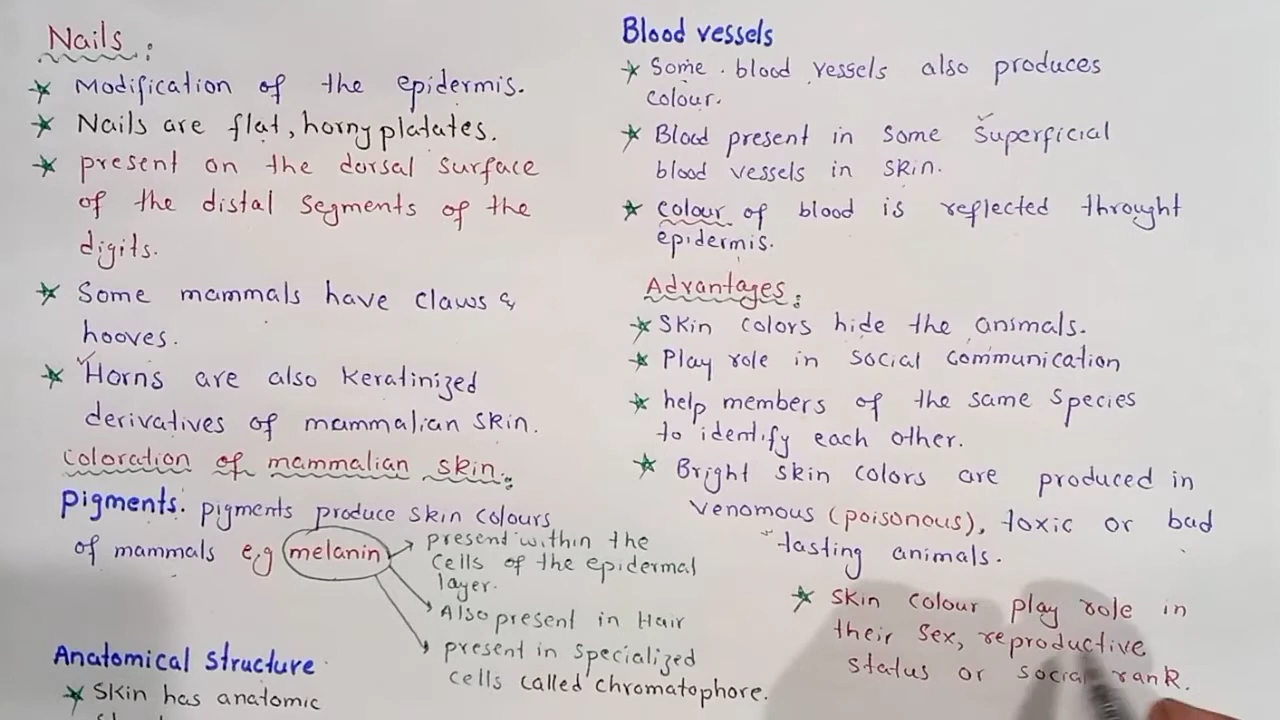 Nails :
Modification of the epidermis.
Nails are flat, horny platates.
present on the dorsal surface
of the distal segments of the
digits.
Some mammals have claws &
hooves.
Horns are also keratinized
derivatives of mammalian skin.
coloration of mammalian skin.
Pigments: pigments produce skin colours
of mammals e,g melanin
present within the
cells of the epidermal
layer.
Also present in Hair
present in specialized
cells called chromatophore.
Anatomical structure
Skin has anatomic
Blood vessels
Some blood vessels also produces
colour.
Blood present in some superficial
blood vessels in skin.
colour of blood is reflected throught
epidermis.
Advantages :
Skin colors hide the animals.
Play role in social communication
help members of the same species
to identify each other.
Bright skin colors are produced in
venomous (poisonous), toxic or bad
tasting animals.
Skin colour play role in
their sex, reproductive
status or social rank.